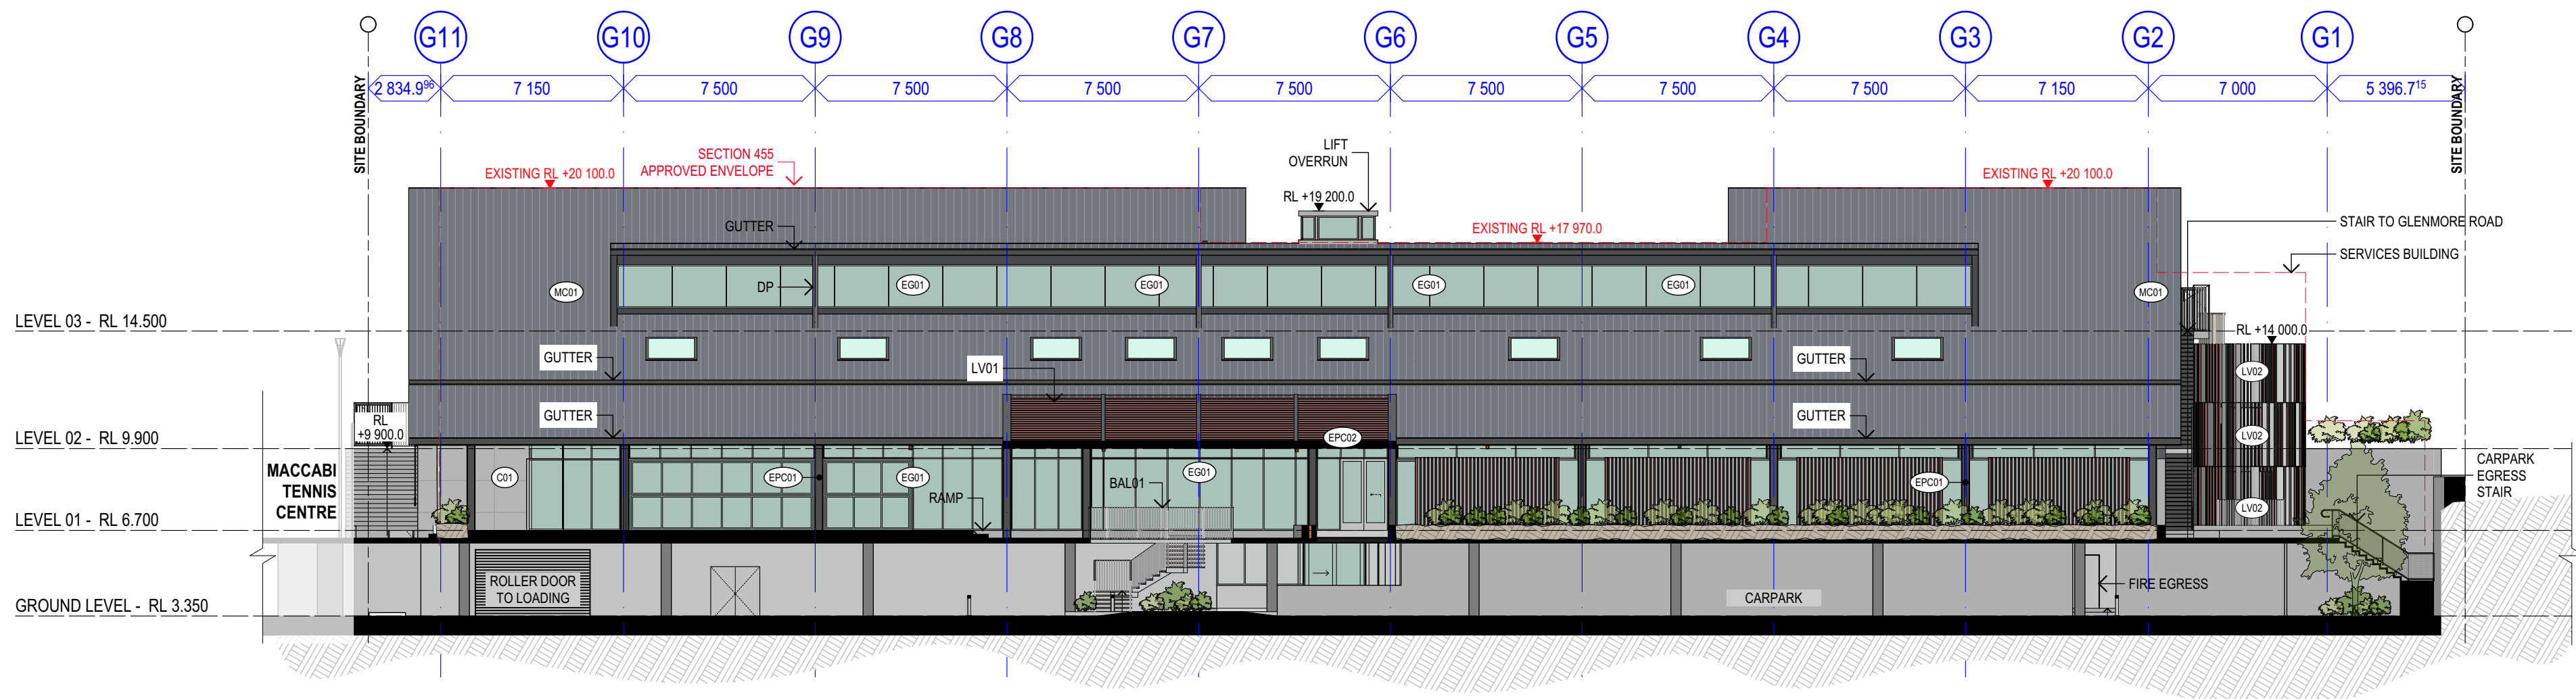 G11 G10 G9 G8 G7 G6 G5 G4 G3 G2 G1
2 834.9⁹⁶ 7 150 7 500 7 500 7 500 7 500 7 500 7 500 7 500 7 150 7 000 5 396.7¹⁵
SITE BOUNDARY
SITE BOUNDARY
SECTION 455
APPROVED ENVELOPE
EXISTING RL +20 100.0
LIFT
OVERRUN
RL +19 200.0
EXISTING RL +20 100.0
EXISTING RL +17 970.0
GUTTER
STAIR TO GLENMORE ROAD
SERVICES BUILDING
MC01
DP
EG01
EG01
EG01
EG01
MC01
LEVEL 03 - RL 14.500
RL +14 000.0
GUTTER
LV01
GUTTER
LV02
GUTTER
GUTTER
RL
+9 900.0
LEVEL 02 - RL 9.900
EPC02
LV02
MACCABI
TENNIS
CENTRE
C01
EPC01
EG01
RAMP
BAL01
EG01
EPC01
LV02
CARPARK
EGRESS
STAIR
LEVEL 01 - RL 6.700
ROLLER DOOR
TO LOADING
FIRE EGRESS
CARPARK
GROUND LEVEL - RL 3.350